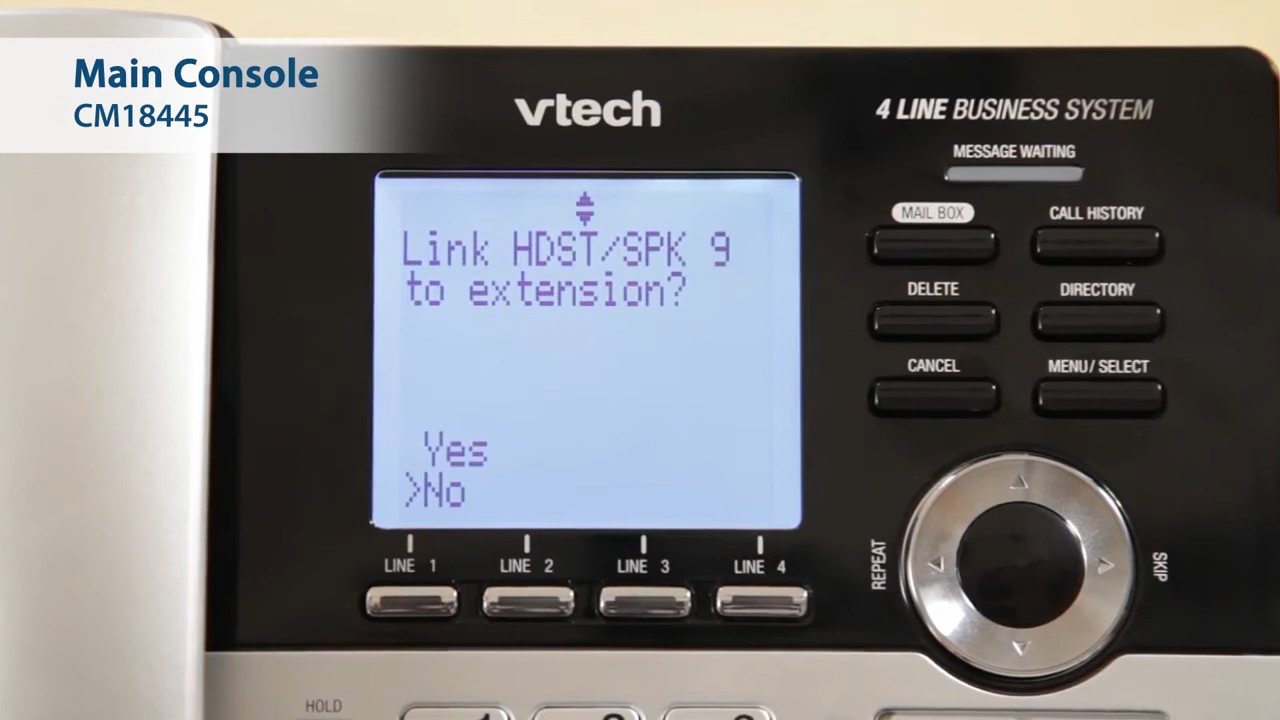 Main Console
CM18445
vtech
4 LINE BUSINESS SYSTEM
MESSAGE WAITING
MAIL BOX
CALL HISTORY
DELETE
DIRECTORY
CANCEL
MENU/ SELECT
Link HDST/SPK 9
to extension?
Yes
>No
LINE 1
LINE 2
LINE 3
LINE 4
REPEAT
SKIP
HOLD